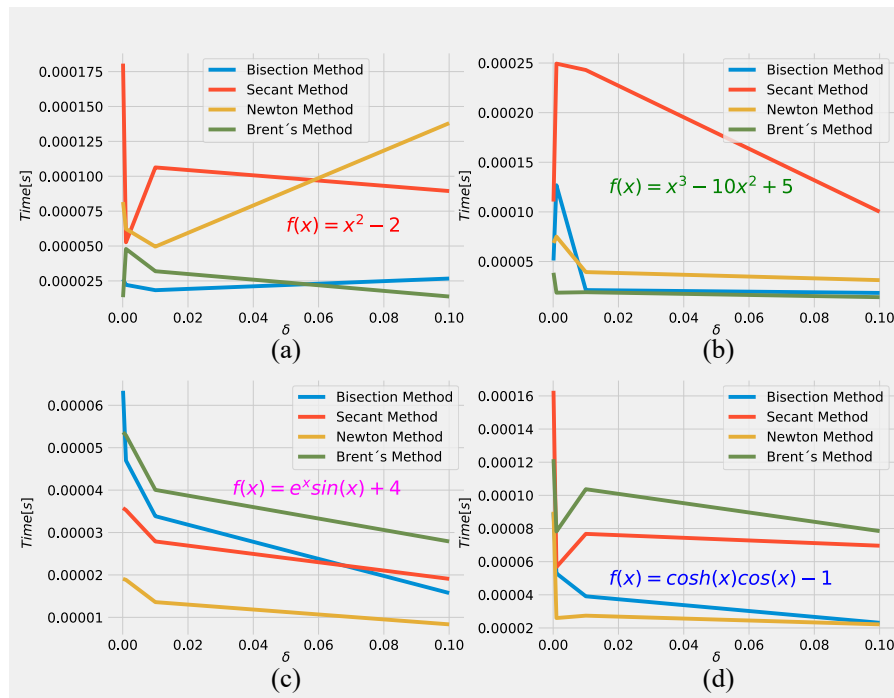 Time[s]
0.000175
0.000150
0.000125
0.000100
0.000075
0.000050
0.000025
Bisection Method
Secant Method
Newton Method
Brent´s Method
f(x) = x² − 2
0.00 0.02 0.04 0.06 0.08 0.10
δ
(a)
Time[s]
0.00025
0.00020
0.00015
0.00010
0.00005
Bisection Method
Secant Method
Newton Method
Brent´s Method
f(x) = x³ − 10x² + 5
0.00 0.02 0.04 0.06 0.08 0.10
δ
(b)
Time[s]
0.00006
0.00005
0.00004
0.00003
0.00002
0.00001
Bisection Method
Secant Method
Newton Method
Brent´s Method
f(x) = eˣsin(x) + 4
0.00 0.02 0.04 0.06 0.08 0.10
δ
(c)
Time[s]
0.00016
0.00014
0.00012
0.00010
0.00008
0.00006
0.00004
0.00002
Bisection Method
Secant Method
Newton Method
Brent´s Method
f(x) = cosh(x)cos(x) − 1
0.00 0.02 0.04 0.06 0.08 0.10
δ
(d)